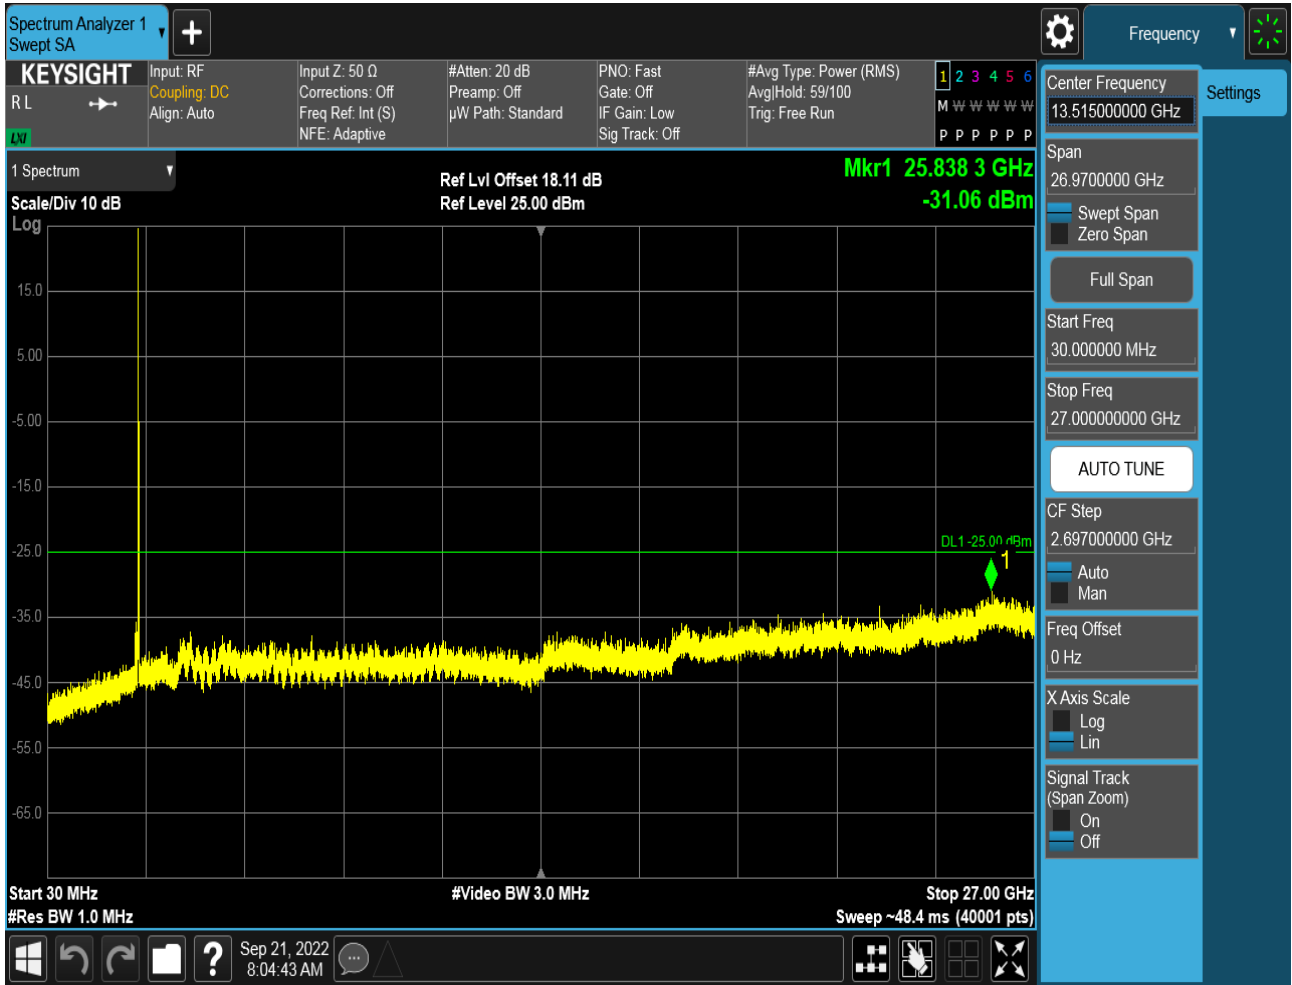 Spectrum Analyzer 1
Swept SA
Frequency
KEYSIGHT
R L
LXI
Input: RF
Coupling: DC
Align: Auto
Input Z: 50 Ω
Corrections: Off
Freq Ref: Int (S)
NFE: Adaptive
#Atten: 20 dB
Preamp: Off
µW Path: Standard
PNO: Fast
Gate: Off
IF Gain: Low
Sig Track: Off
#Avg Type: Power (RMS)
Avg|Hold: 59/100
Trig: Free Run
1 2 3 4 5 6
M W W W W W
P P P P P P
1 Spectrum
Scale/Div 10 dB
Log
Ref Lvl Offset 18.11 dB
Ref Level 25.00 dBm
Mkr1 25.838 3 GHz
-31.06 dBm
15.0
5.00
-5.00
-15.0
-25.0
-35.0
-45.0
-55.0
-65.0
DL1 -25.00 dBm
1
Start 30 MHz
#Res BW 1.0 MHz
#Video BW 3.0 MHz
Stop 27.00 GHz
Sweep ~48.4 ms (40001 pts)
Center Frequency
13.515000000 GHz
Settings
Span
26.9700000 GHz
Swept Span
Zero Span
Full Span
Start Freq
30.000000 MHz
Stop Freq
27.000000000 GHz
AUTO TUNE
CF Step
2.697000000 GHz
Auto
Man
Freq Offset
0 Hz
X Axis Scale
Log
Lin
Signal Track
(Span Zoom)
On
Off
?
Sep 21, 2022
8:04:43 AM